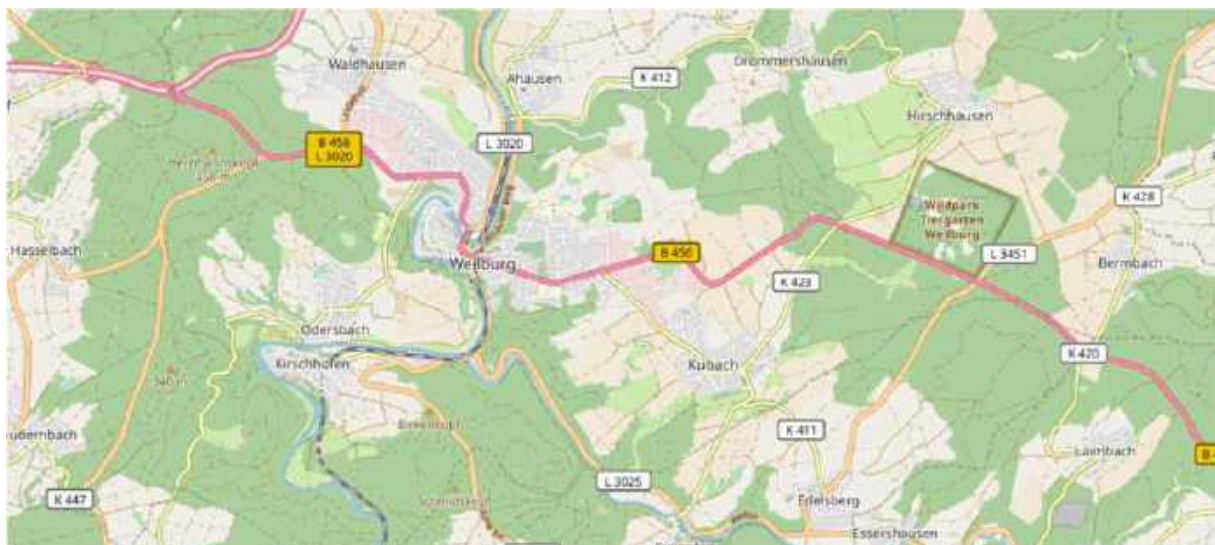 Waldhausen
Ahausen
K 412
Drommershausen
Hirschhausen
B 456
L 3020
L 3020
Wildpark
Tiergarten
Weilburg
K 428
Hasselbach
Weilburg
B 456
L 3451
Bermbach
K 423
Odersbach
Kirschhofen
Kubach
K 420
K 411
Laimbach
K 447
L 3025
Edelsberg
Essershausen